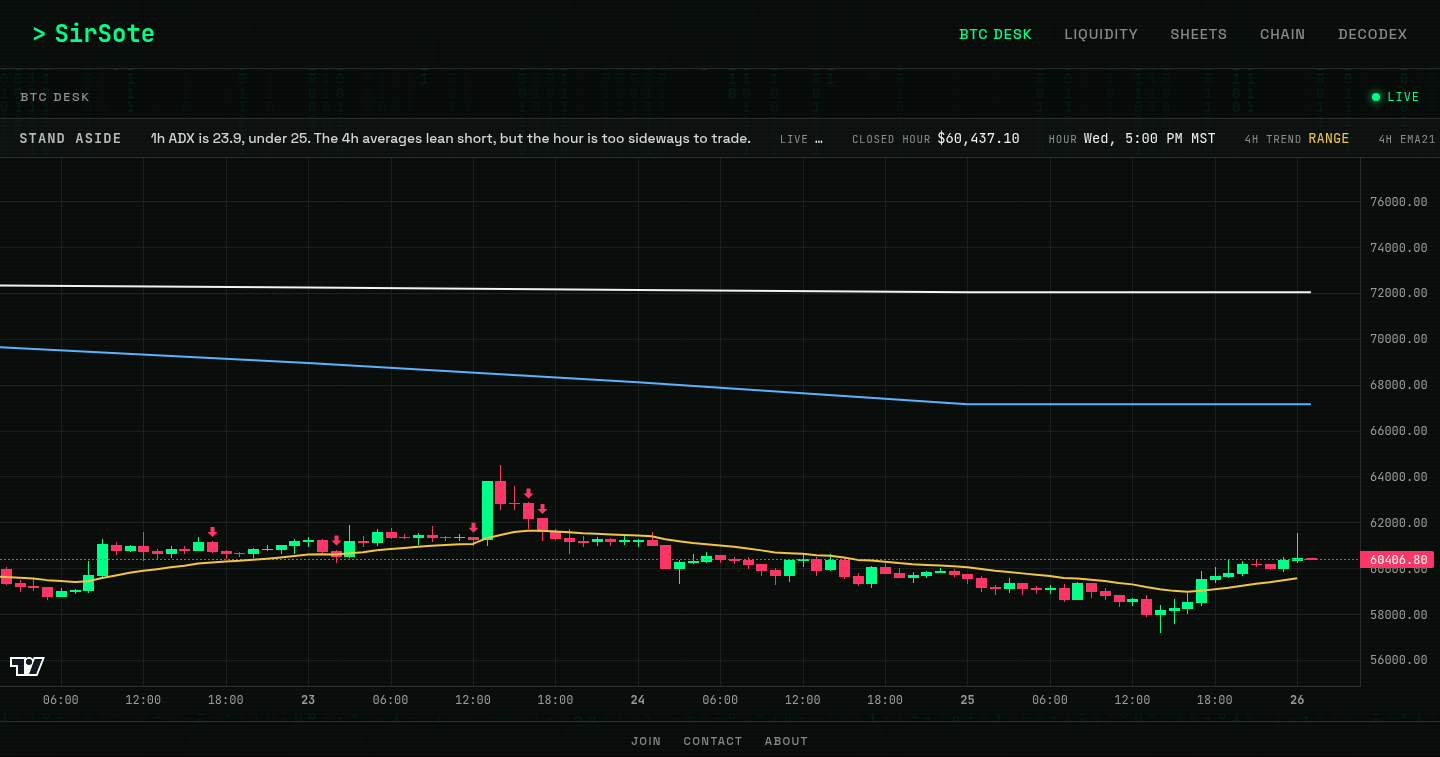 > SirSote
BTC DESK LIQUIDITY SHEETS CHAIN DECODEX
BTC DESK
LIVE
STAND ASIDE 1h ADX is 23.9, under 25. The 4h averages lean short, but the hour is too sideways to trade. LIVE … CLOSED HOUR $60,437.10 HOUR Wed, 5:00 PM MST 4H TREND RANGE 4H EMA21
76000.00
74000.00
72000.00
70000.00
68000.00
66000.00
64000.00
62000.00
60406.80
60000.00
58000.00
56000.00
06:00 12:00 18:00 23 06:00 12:00 18:00 24 06:00 12:00 18:00 25 06:00 12:00 18:00 26
JOIN CONTACT ABOUT